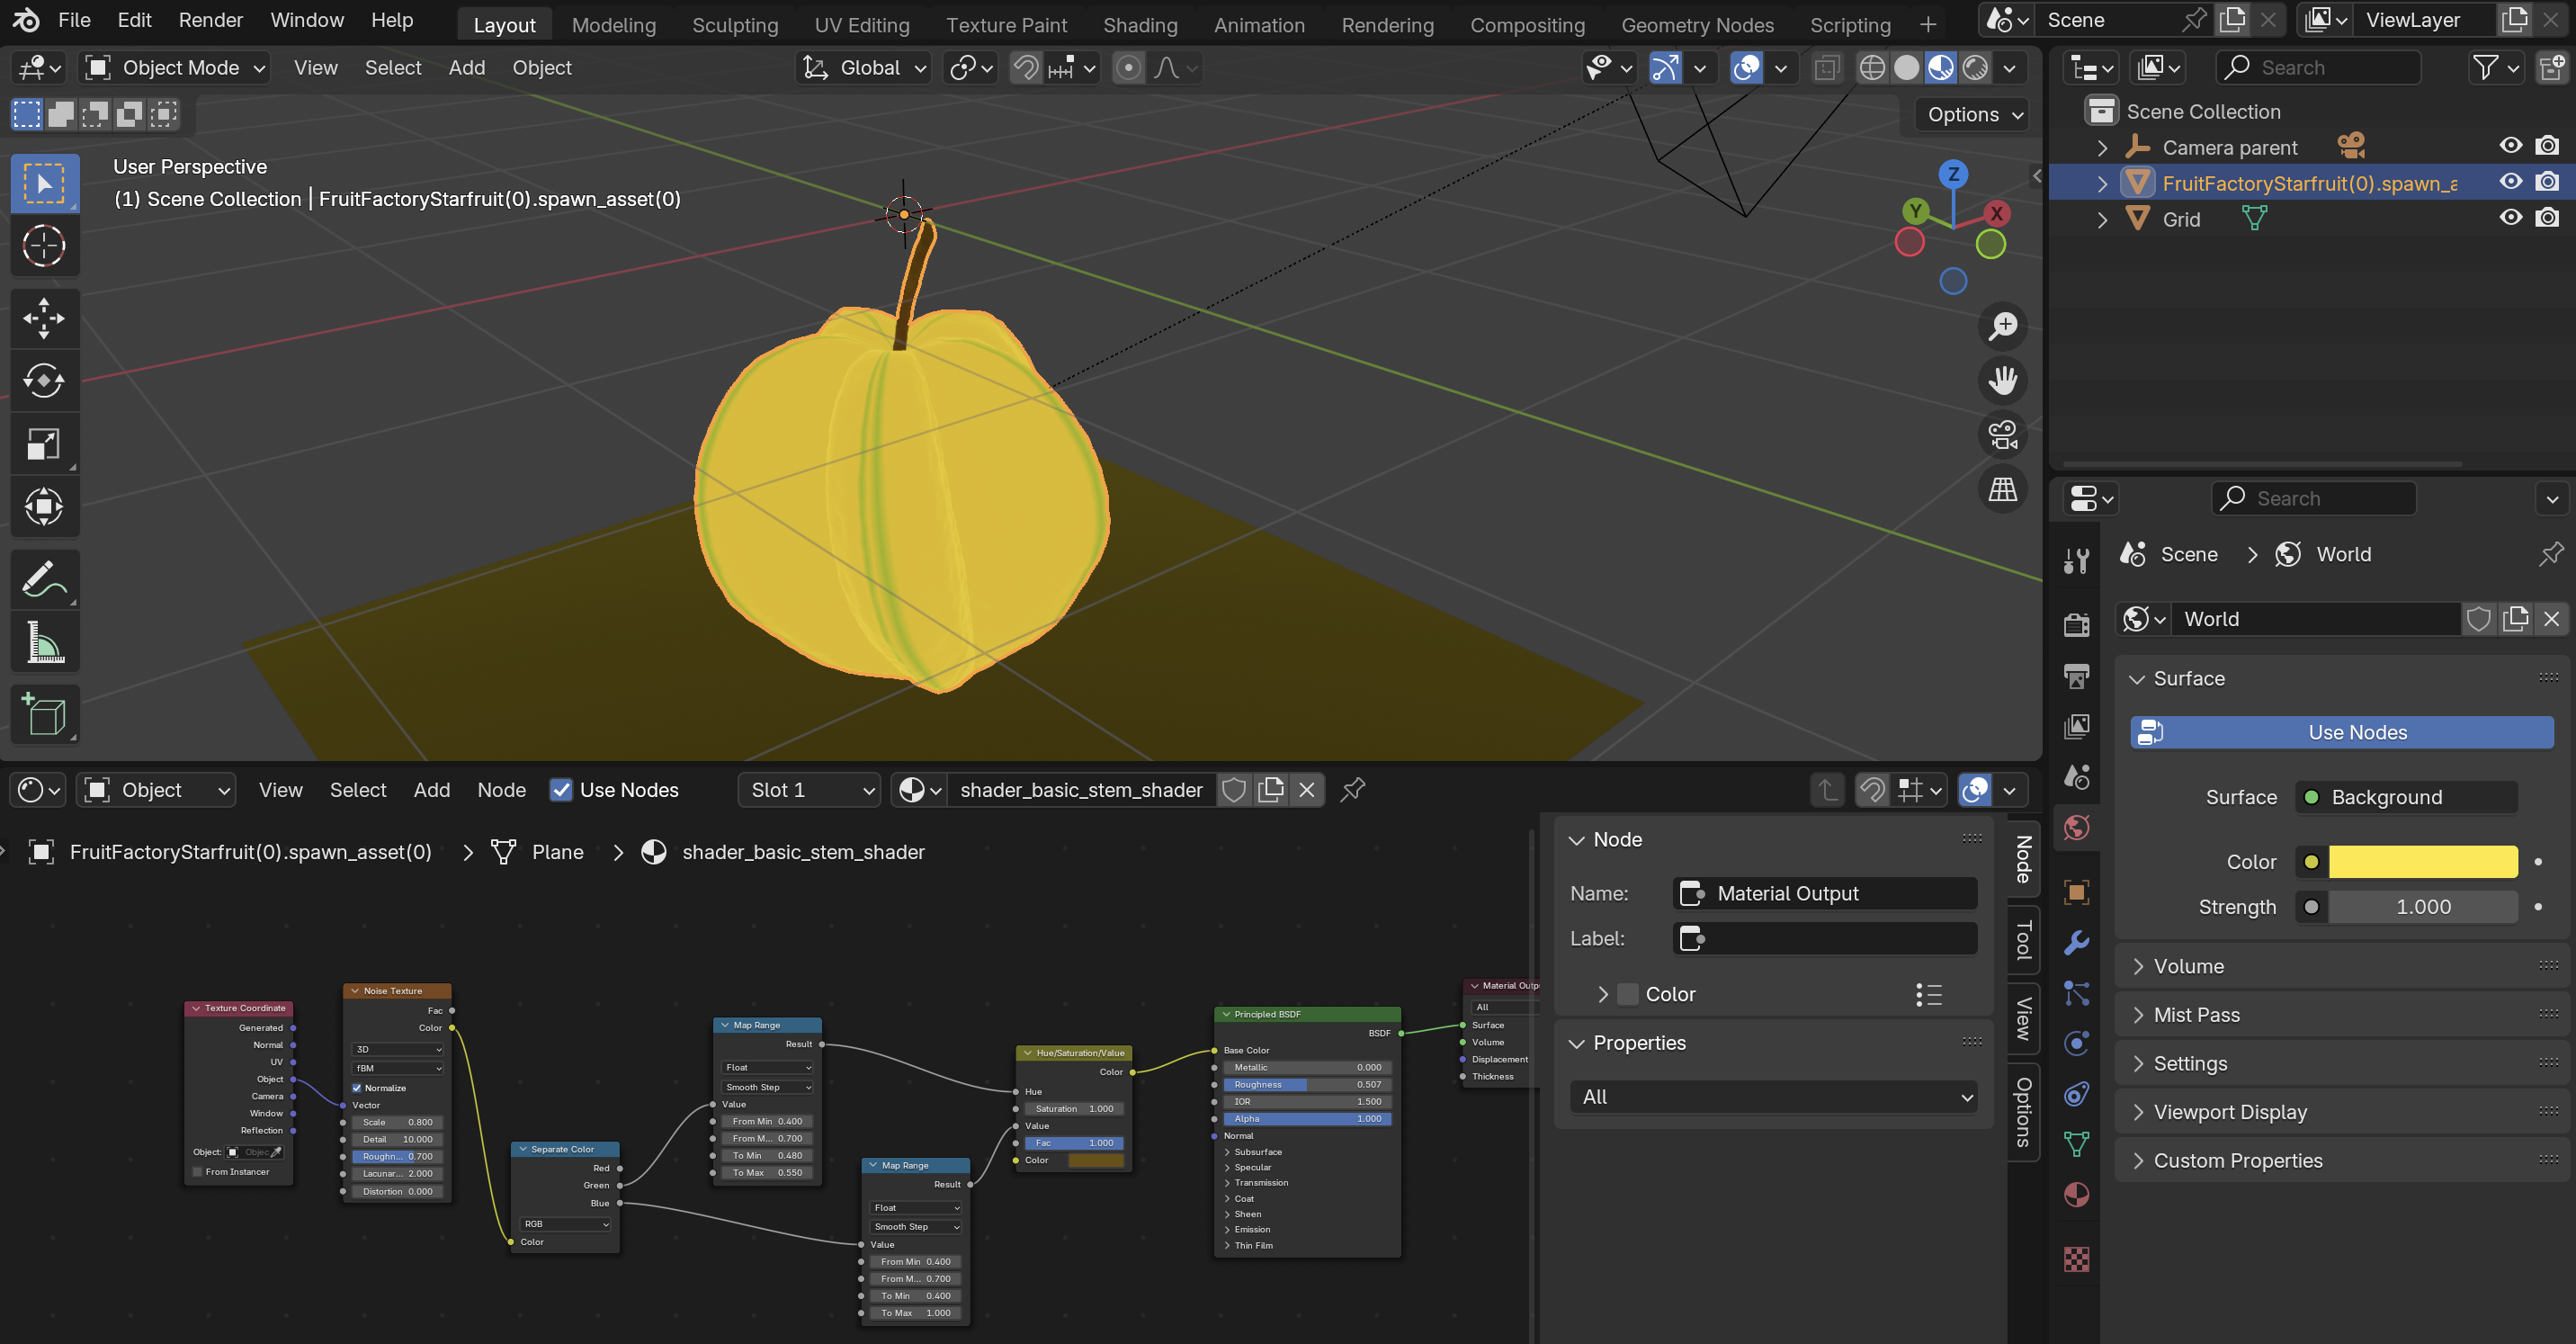 File Edit Render Window Help
Layout Modeling Sculpting UV Editing Texture Paint Shading Animation Rendering Compositing Geometry Nodes Scripting
Scene
ViewLayer
Object Mode View Select Add Object
Global
Options
User Perspective
(1) Scene Collection | FruitFactoryStarfruit(0).spawn_asset(0)
Z
Y
X
Search
Scene Collection
Camera parent
FruitFactoryStarfruit(0).spawn_a
Grid
Search
Scene > World
World
Surface
Use Nodes
Surface Background
Color
Strength 1.000
Volume
Mist Pass
Settings
Viewport Display
Custom Properties
Object View Select Add Node Use Nodes
Slot 1
shader_basic_stem_shader
FruitFactoryStarfruit(0).spawn_asset(0) > Plane > shader_basic_stem_shader
Texture Coordinate
Generated
Normal
UV
Object
Camera
Window
Reflection
Object: Objec
From Instancer
Noise Texture
Fac
Color
3D
fBM
Normalize
Vector
Scale 0.800
Detail 10.000
Roughn... 0.700
Lacunar... 2.000
Distortion 0.000
Separate Color
Red
Green
Blue
RGB
Color
Map Range
Result
Float
Smooth Step
Value
From Min 0.400
From M... 0.700
To Min 0.480
To Max 0.550
Map Range
Result
Float
Smooth Step
Value
From Min 0.400
From M... 0.700
To Min 0.400
To Max 1.000
Hue/Saturation/Value
Color
Hue
Saturation 1.000
Value
Fac 1.000
Color
Principled BSDF
BSDF
Base Color
Metallic 0.000
Roughness 0.507
IOR 1.500
Alpha 1.000
Normal
Subsurface
Specular
Transmission
Coat
Sheen
Emission
Thin Film
Material Outp
All
Surface
Volume
Displacement
Thickness
Node
Name: Material Output
Label:
Color
Properties
All
Node
Tool
View
Options